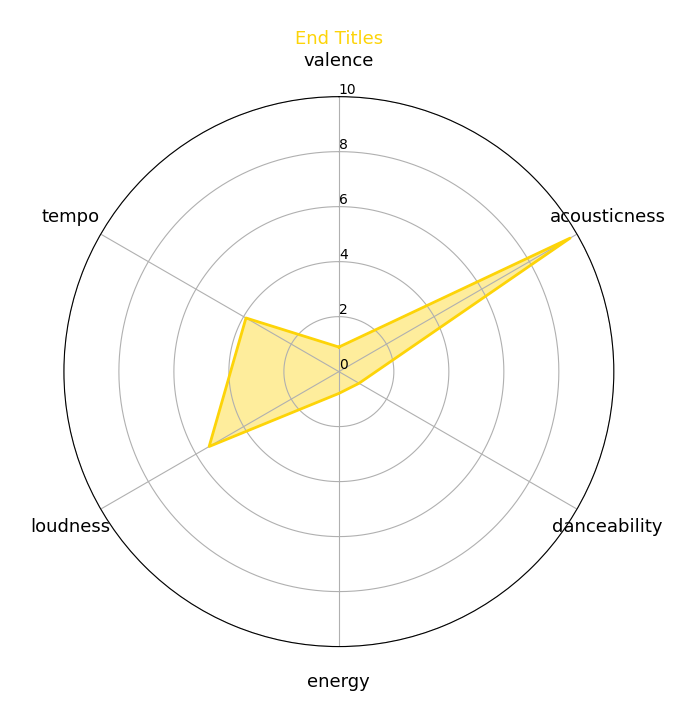 End Titles
valence
10
8
acousticness
tempo
6
4
2
0
loudness
danceability
energy